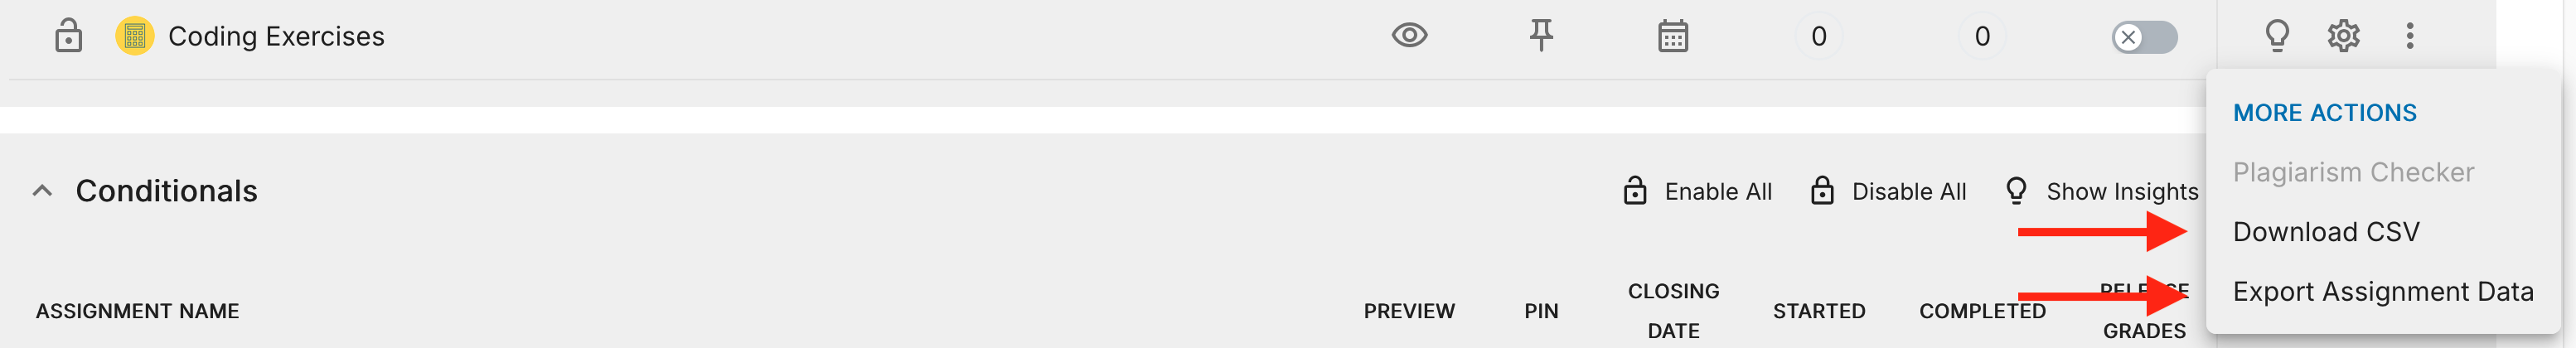 Coding Exercises 0 0
MORE ACTIONS
Plagiarism Checker
Download CSV
Export Assignment Data
Conditionals Enable All Disable All Show Insights
ASSIGNMENT NAME PREVIEW PIN CLOSING DATE STARTED COMPLETED RELEASE GRADES